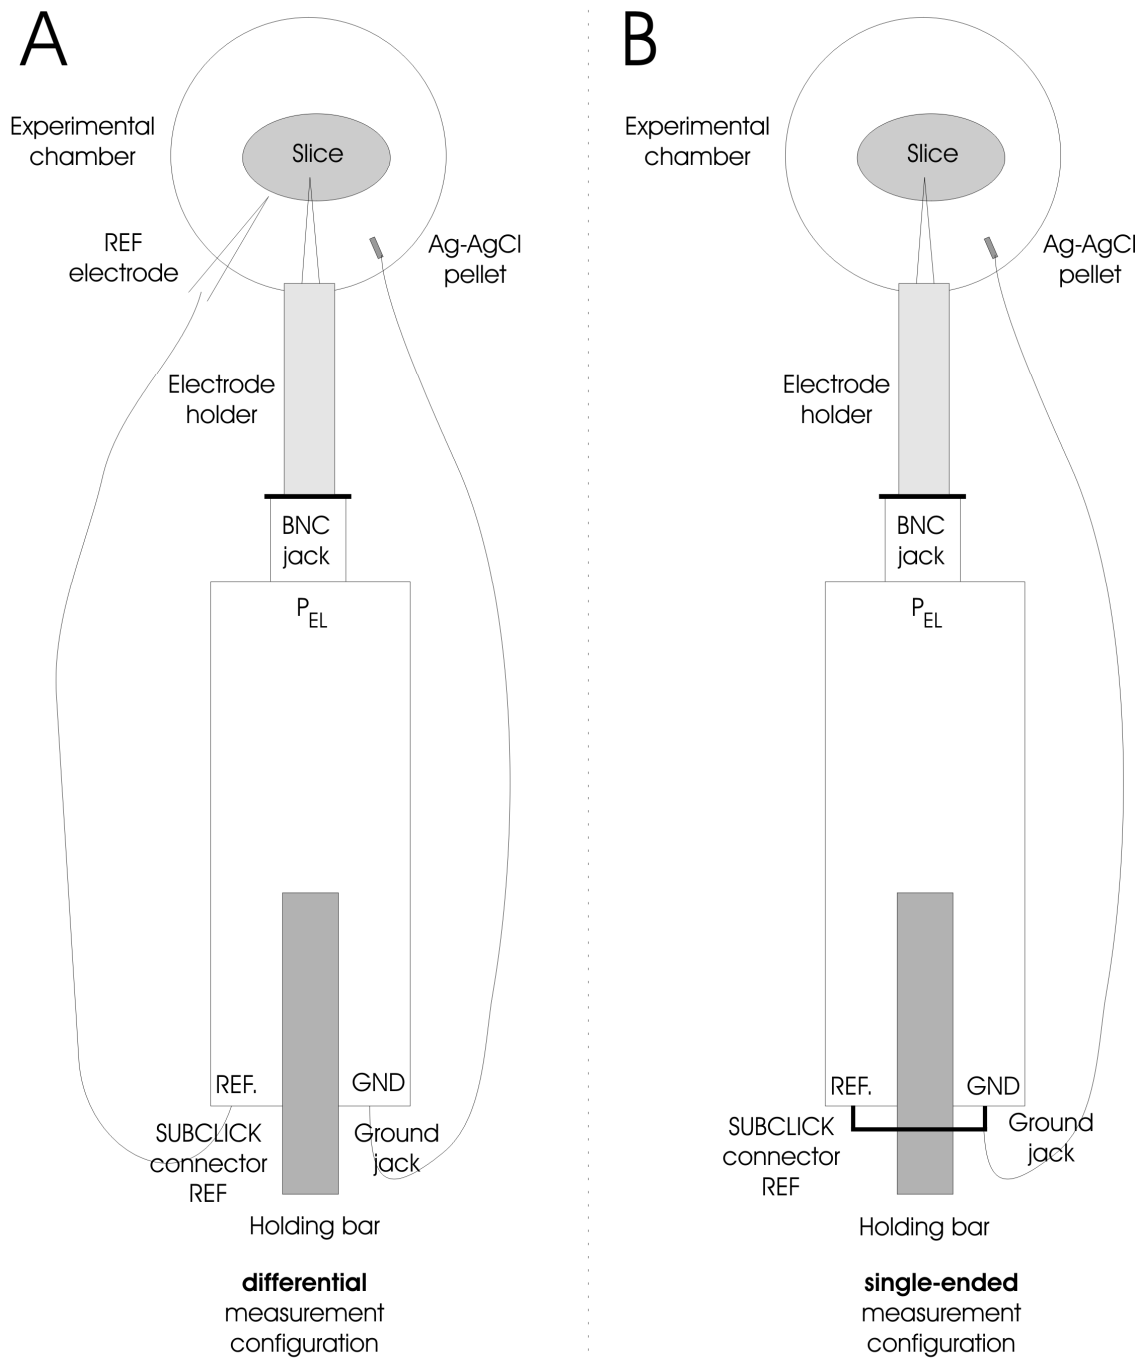 A
Experimental
chamber
Slice
REF
electrode
Ag-AgCl
pellet
Electrode
holder
BNC
jack
PEL
REF.
GND
SUBCLICK
connector
REF
Ground
jack
Holding bar
differential
measurement
configuration
B
Experimental
chamber
Slice
Ag-AgCl
pellet
Electrode
holder
BNC
jack
PEL
REF.
GND
SUBCLICK
connector
REF
Ground
jack
Holding bar
single-ended
measurement
configuration